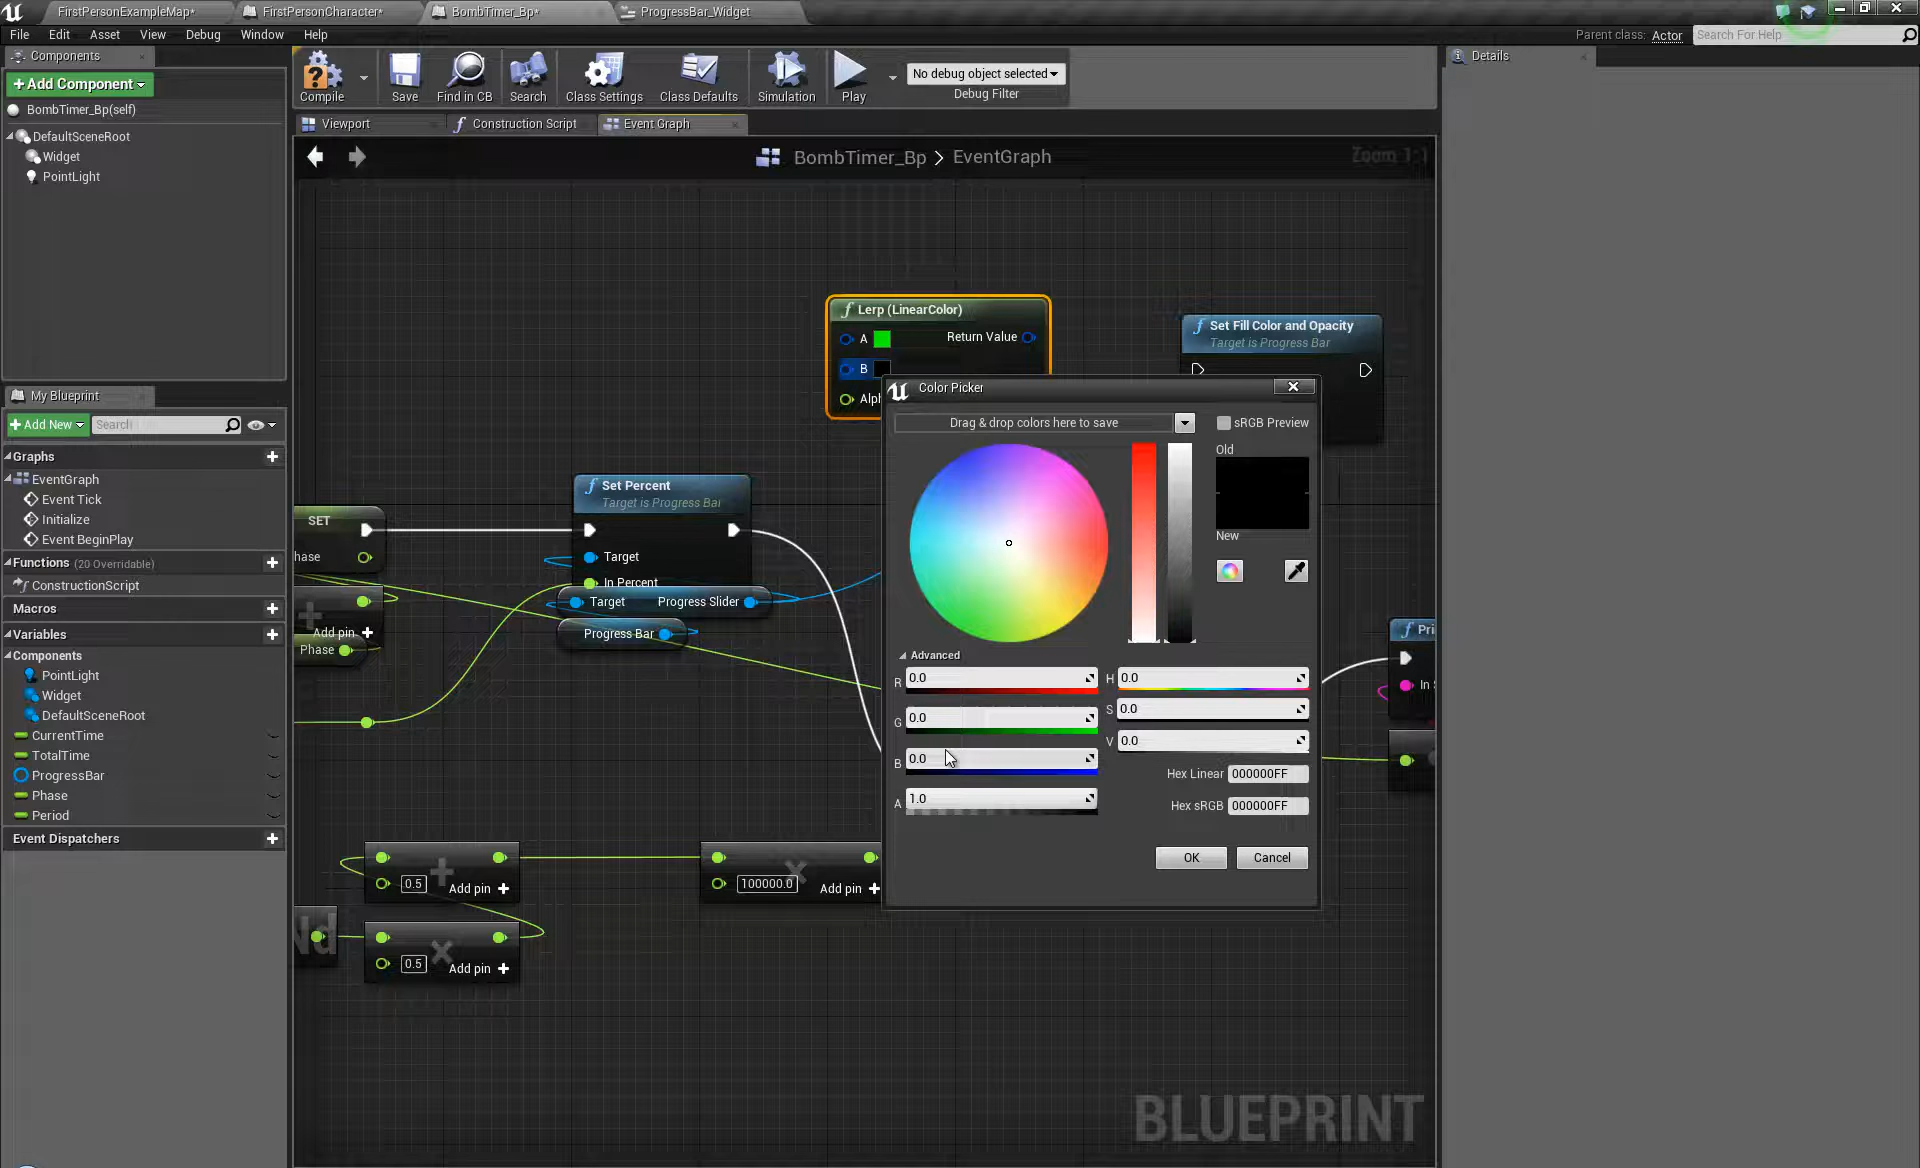 FirstPersonExampleMap*
FirstPersonCharacter*
BombTimer_Bp*
ProgressBar_Widget
File Edit Asset View Debug Window Help
Parent class: Actor
Search For Help
Components
Details
+Add Component
BombTimer_Bp(self)
DefaultSceneRoot
Widget
PointLight
Compile
Save
Find in CB
Search
Class Settings
Class Defaults
Simulation
Play
No debug object selected
Debug Filter
Viewport
Construction Script
Event Graph
BombTimer_Bp > EventGraph
Zoom 1:1
My Blueprint
+Add New
Search
Graphs
EventGraph
Event Tick
Initialize
Event BeginPlay
Functions (20 Overridable)
ConstructionScript
Macros
Variables
Components
PointLight
Widget
DefaultSceneRoot
CurrentTime
TotalTime
ProgressBar
Phase
Period
Event Dispatchers
Lerp (LinearColor)
A
Return Value
B
Alph
Set Fill Color and Opacity
Target is Progress Bar
SET
hase
Set Percent
Target is Progress Bar
Target
In Percent
Target
Progress Slider
Progress Bar
Add pin +
Phase
0.5
Add pin +
100000.0
Add pin +
Nd
0.5
Add pin +
Pri
In S
Color Picker
Drag & drop colors here to save
sRGB Preview
Old
New
Advanced
R 0.0
G 0.0
B 0.0
A 1.0
H 0.0
S 0.0
V 0.0
Hex Linear 000000FF
Hex sRGB 000000FF
OK
Cancel
BLUEPRINT